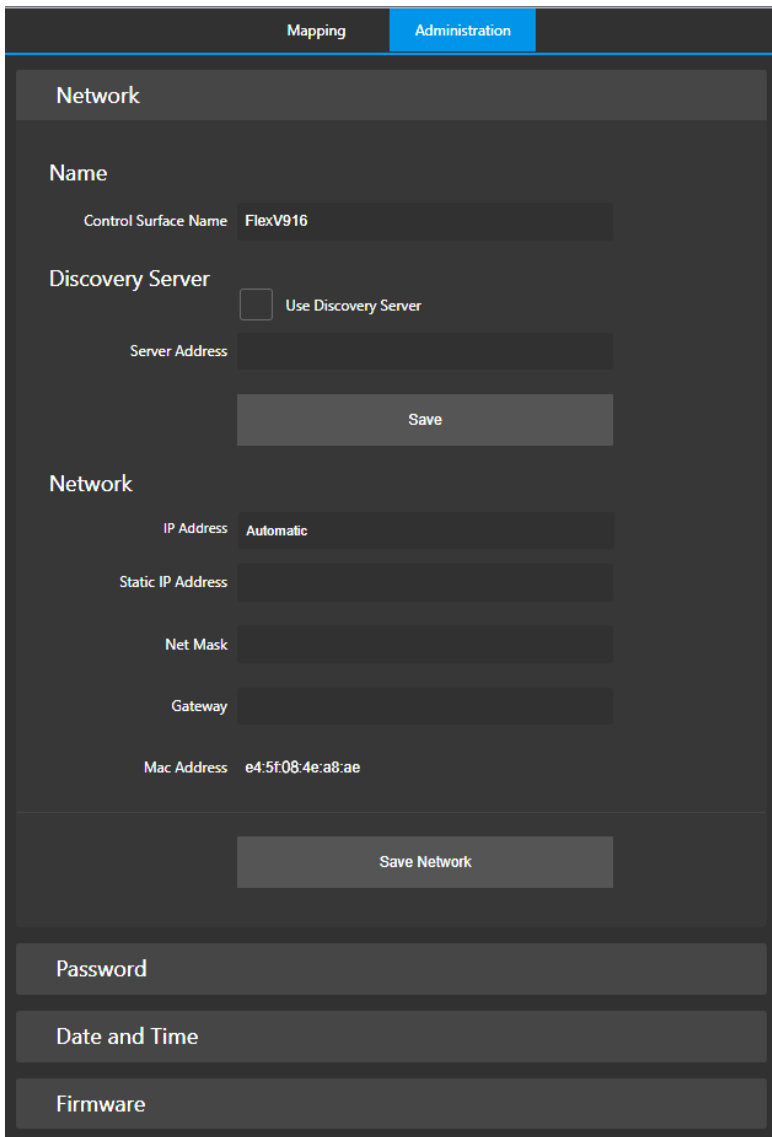 Mapping Administration
Network
Name
Control Surface Name FlexV916
Discovery Server
Use Discovery Server
Server Address
Save
Network
IP Address Automatic
Static IP Address
Net Mask
Gateway
Mac Address e4:5f:08:4e:a8:ae
Save Network
Password
Date and Time
Firmware